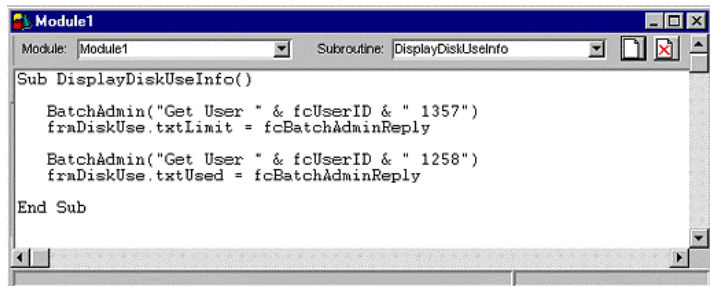 Module1
Module: Module1 Subroutine: DisplayDiskUseInfo
Sub DisplayDiskUseInfo()
BatchAdmin("Get User " & fcUserID & " 1357")
frmDiskUse.txtLimit = fcBatchAdminReply
BatchAdmin("Get User " & fcUserID & " 1258")
frmDiskUse.txtUsed = fcBatchAdminReply
End Sub